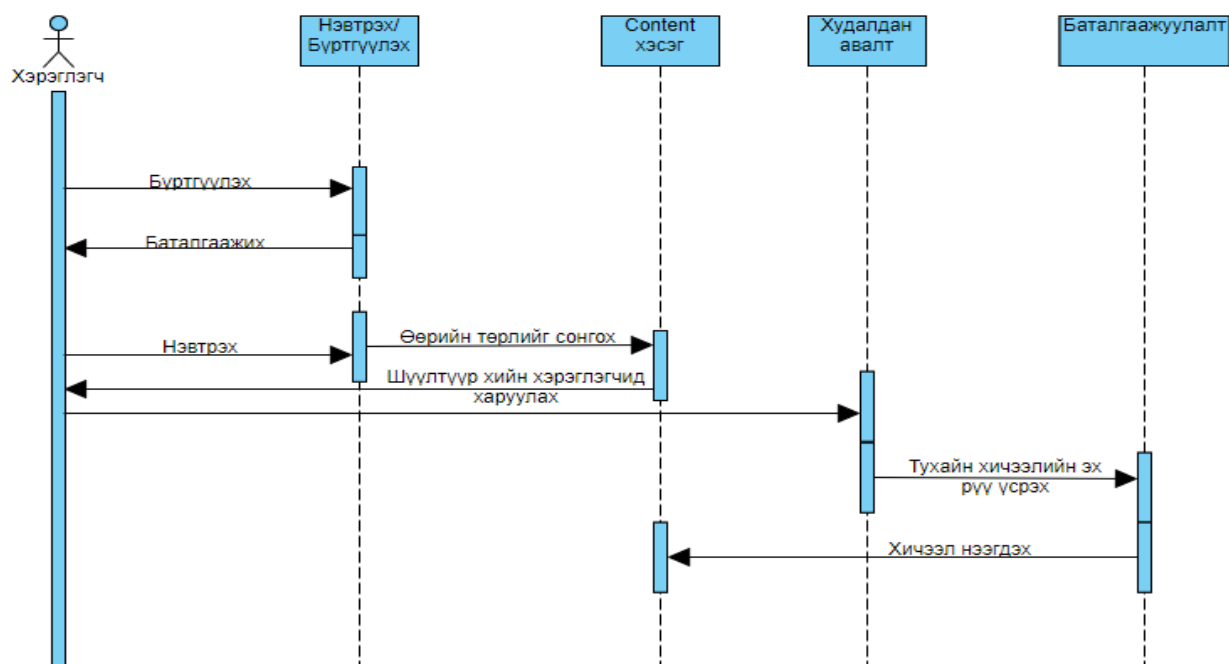 Нэвтрэх/
Бүртгүүлэх
Content
хэсэг
Худалдан
авалт
Баталгаажуулалт
Хэрэглэгч
Бүртгүүлэх
Баталгаажих
Нэвтрэх
Өөрийн төрлийг сонгох
Шүүлтүүр хийн хэрэглэгчид
харуулах
Тухайн хичээлийн эх
рүү үсрэх
Хичээл нээгдэх